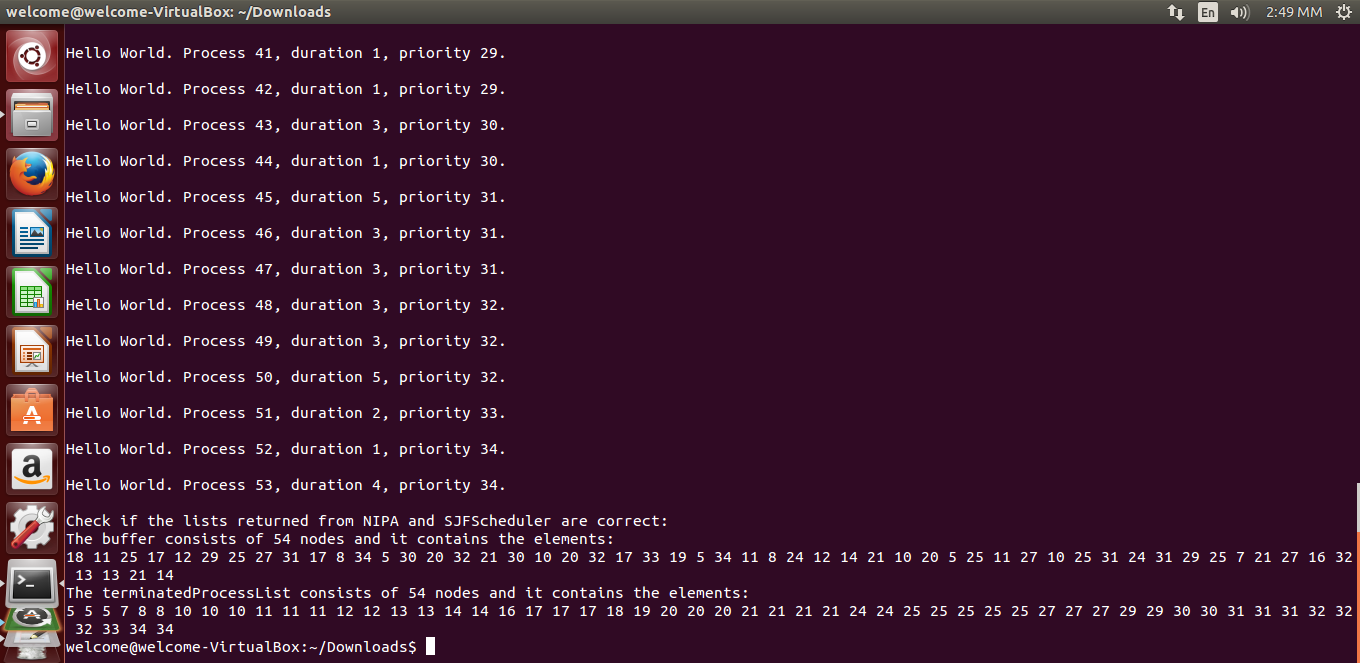 welcome@welcome-VirtualBox: ~/Downloads
En
2:49 MM
Hello World. Process 41, duration 1, priority 29.
Hello World. Process 42, duration 1, priority 29.
Hello World. Process 43, duration 3, priority 30.
Hello World. Process 44, duration 1, priority 30.
Hello World. Process 45, duration 5, priority 31.
Hello World. Process 46, duration 3, priority 31.
Hello World. Process 47, duration 3, priority 31.
Hello World. Process 48, duration 3, priority 32.
Hello World. Process 49, duration 3, priority 32.
Hello World. Process 50, duration 5, priority 32.
Hello World. Process 51, duration 2, priority 33.
Hello World. Process 52, duration 1, priority 34.
Hello World. Process 53, duration 4, priority 34.
Check if the lists returned from NIPA and SJFScheduler are correct:
The buffer consists of 54 nodes and it contains the elements:
18 11 25 17 12 29 25 27 31 17 8 34 5 30 20 32 21 30 10 20 32 17 33 19 5 34 11 8 24 12 14 21 10 20 5 25 11 27 10 25 31 24 31 29 25 7 21 27 16 32
13 13 21 14
The terminatedProcessList consists of 54 nodes and it contains the elements:
5 5 5 7 8 8 10 10 10 11 11 11 12 12 13 13 14 14 16 17 17 17 18 19 20 20 20 21 21 21 21 24 24 25 25 25 25 25 27 27 27 29 29 30 30 31 31 31 32 32
32 33 34 34
welcome@welcome-VirtualBox:~/Downloads$